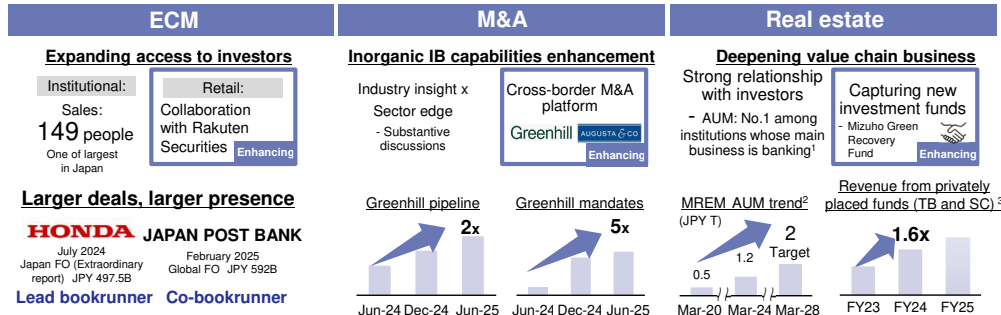 ECM
Expanding access to investors
Institutional:
Sales:
149 people
One of largest
in Japan
Retail:
Collaboration
with Rakuten
Securities
Enhancing
Larger deals, larger presence
HONDA
July 2024
Japan FO (Extraordinary
report) JPY 497.5B
Lead bookrunner
JAPAN POST BANK
February 2025
Global FO JPY 592B
Co-bookrunner
M&A
Inorganic IB capabilities enhancement
Industry insight x
Sector edge
- Substantive
discussions
Cross-border M&A
platform
Greenhill
AUGUSTA & CO
Enhancing
Greenhill pipeline
2x
Jun-24 Dec-24 Jun-25
Greenhill mandates
5x
Jun-24 Dec-24 Jun-25
Real estate
Deepening value chain business
Strong relationship
with investors
- AUM: No.1 among
institutions whose main
business is banking¹
Capturing new
investment funds
- Mizuho Green
Recovery
Fund
Enhancing
MREM AUM trend²
(JPY T)
0.5
1.2
2
Target
Mar-20 Mar-24 Mar-28
Revenue from privately
placed funds (TB and SC) ³
1.6x
FY23 FY24 FY25